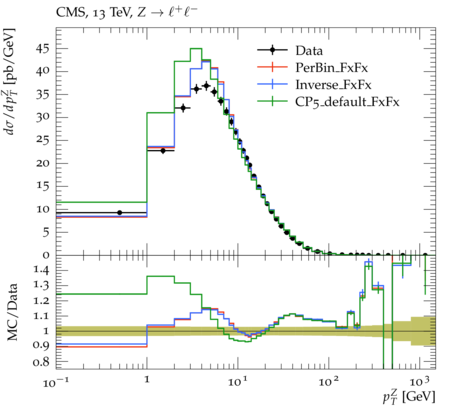 CMS, 13 TeV, Z → ℓ⁺ℓ⁻
dσ/dp_T^Z [pb/GeV]
45
40
35
30
25
20
15
10
5
0
Data
PerBin_FxFx
Inverse_FxFx
CP5_default_FxFx
MC/Data
1.4
1.3
1.2
1.1
1
0.9
0.8
10⁻¹ 1 10¹ 10² 10³
p_T^Z [GeV]